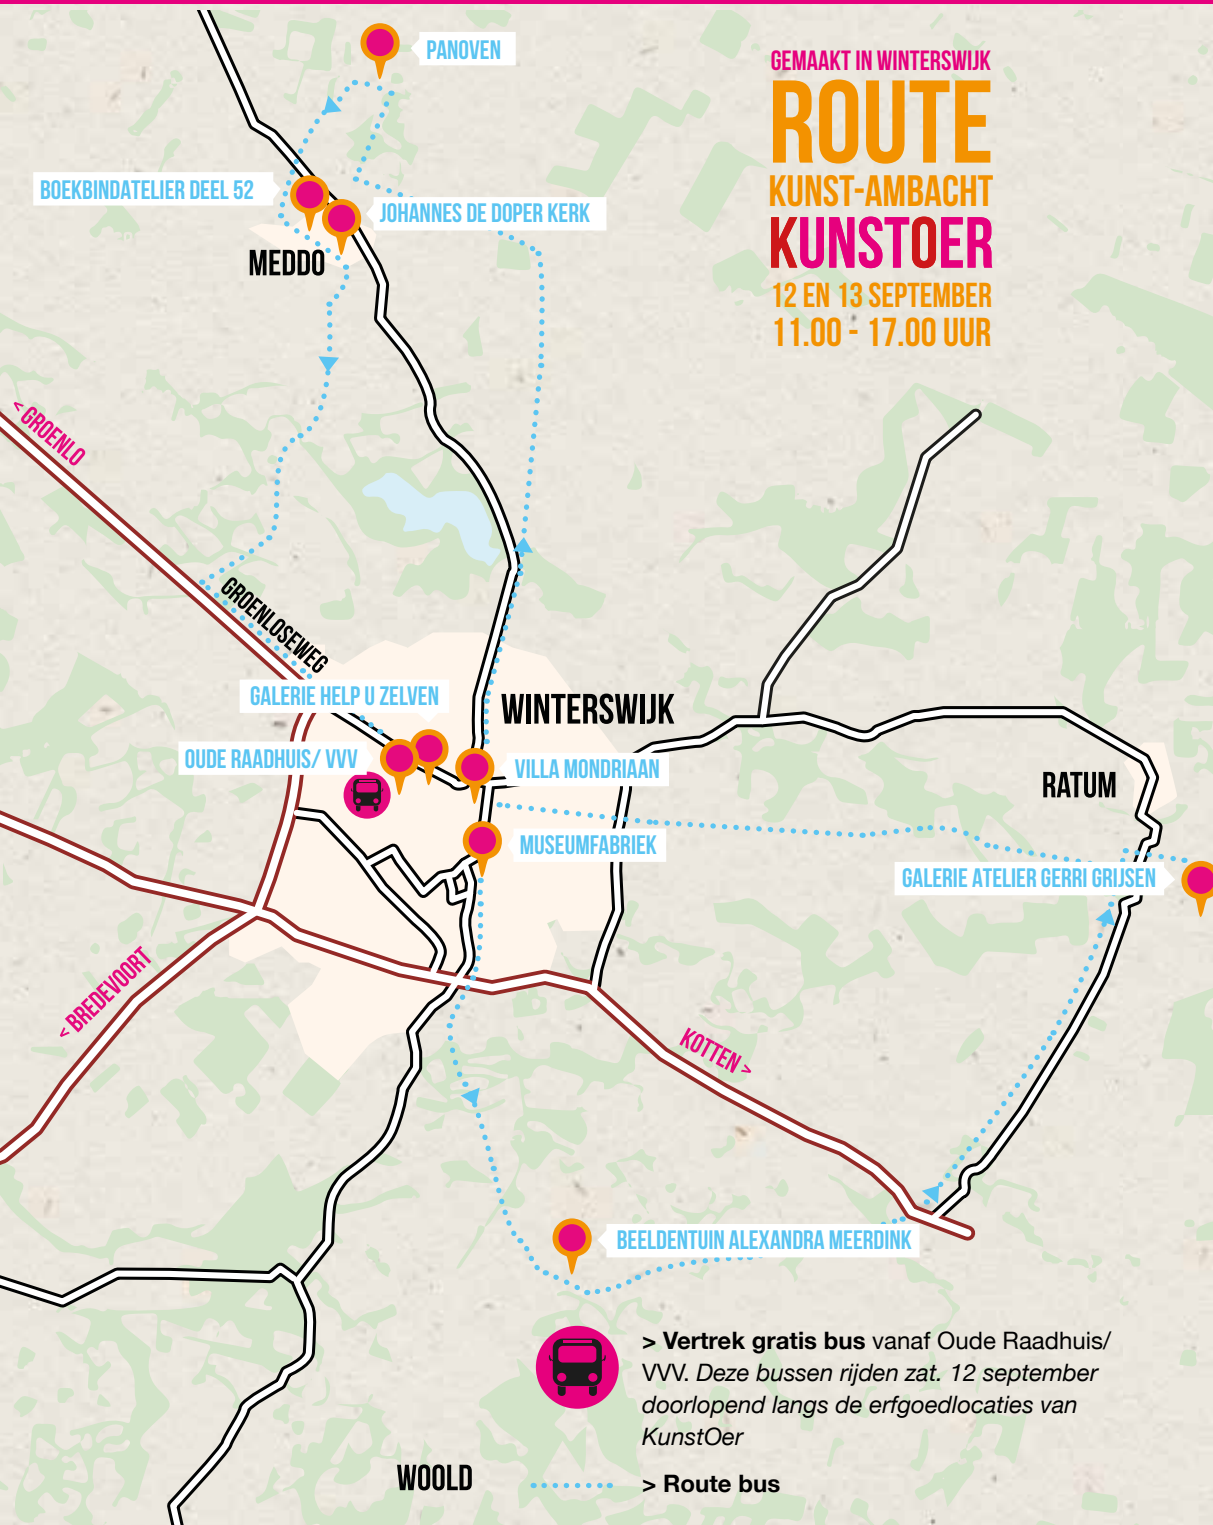 PANOVEN
GEMAAKT IN WINTERSWIJK
ROUTE
KUNST-AMBACHT
KUNSTOER
12 EN 13 SEPTEMBER
11.00 - 17.00 UUR
BOEKBINDATELIER DEEL 52
JOHANNES DE DOPER KERK
MEDDO
< GROENLO
GROENLOSEWEG
GALERIE HELP U ZELVEN
WINTERSWIJK
OUDE RAADHUIS/ VVV
VILLA MONDRIAAN
RATUM
MUSEUMFABRIEK
GALERIE ATELIER GERRI GRIJSEN
< BREDEVOORT
KOTTEN >
BEELDENTUIN ALEXANDRA MEERDINK
> Vertrek gratis bus vanaf Oude Raadhuis/
VVV. Deze bussen rijden zat. 12 september
doorlopend langs de erfgoedlocaties van
KunstOer
WOOLD
> Route bus